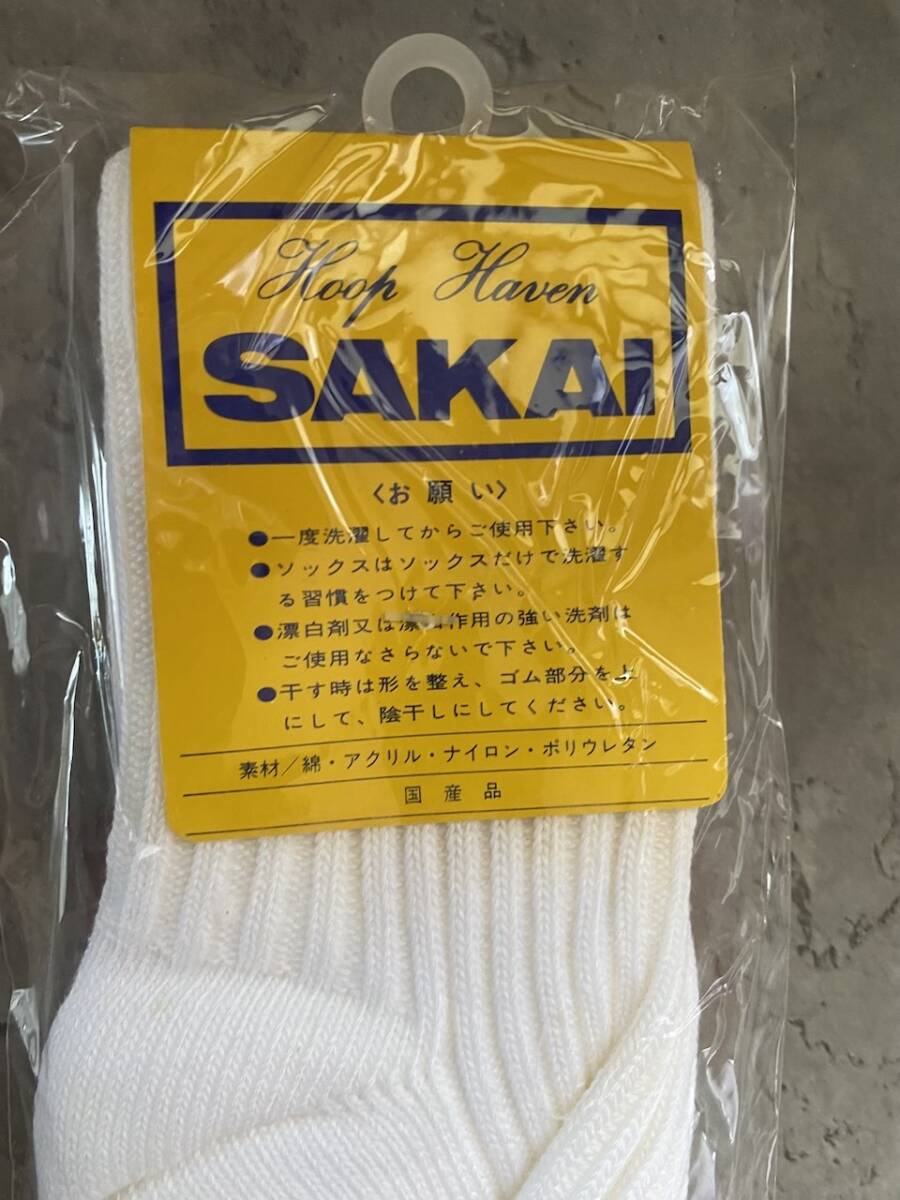 Hoop Haven
SAKAI
〈お願い〉
●一度洗濯してからご使用下さい。
●ソックスはソックスだけで洗濯す
る習慣をつけて下さい。
●漂白剤又は漂白作用の強い洗剤は
ご使用なさらないで下さい。
●干す時は形を整え、ゴム部分を上
にして、陰干しにしてください。
素材/綿・アクリル・ナイロン・ポリウレタン
国産品